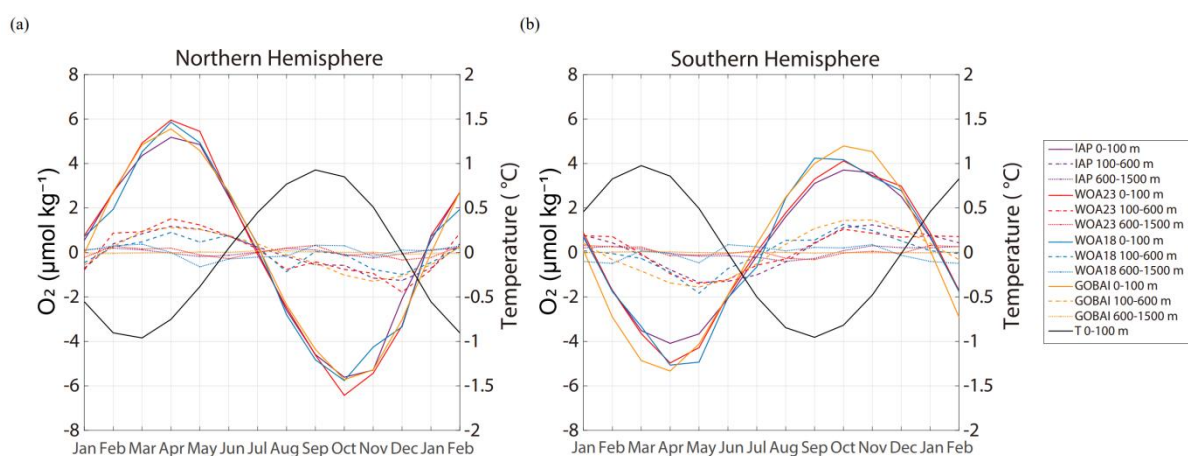 (a)
(b)
Northern Hemisphere
Southern Hemisphere
8
6
4
2
0
-2
-4
-6
-8
O₂ (μmol kg⁻¹)
2
1.5
1
0.5
0
-0.5
-1
-1.5
-2
Temperature (°C)
Jan Feb Mar Apr May Jun Jul Aug Sep Oct Nov Dec Jan Feb
8
6
4
2
0
-2
-4
-6
-8
O₂ (μmol kg⁻¹)
2
1.5
1
0.5
0
-0.5
-1
-1.5
-2
Temperature (°C)
Jan Feb Mar Apr May Jun Jul Aug Sep Oct Nov Dec Jan Feb
IAP 0-100 m
IAP 100-600 m
IAP 600-1500 m
WOA23 0-100 m
WOA23 100-600 m
WOA23 600-1500 m
WOA18 0-100 m
WOA18 100-600 m
WOA18 600-1500 m
GOBAI 0-100 m
GOBAI 100-600 m
GOBAI 600-1500 m
T 0-100 m